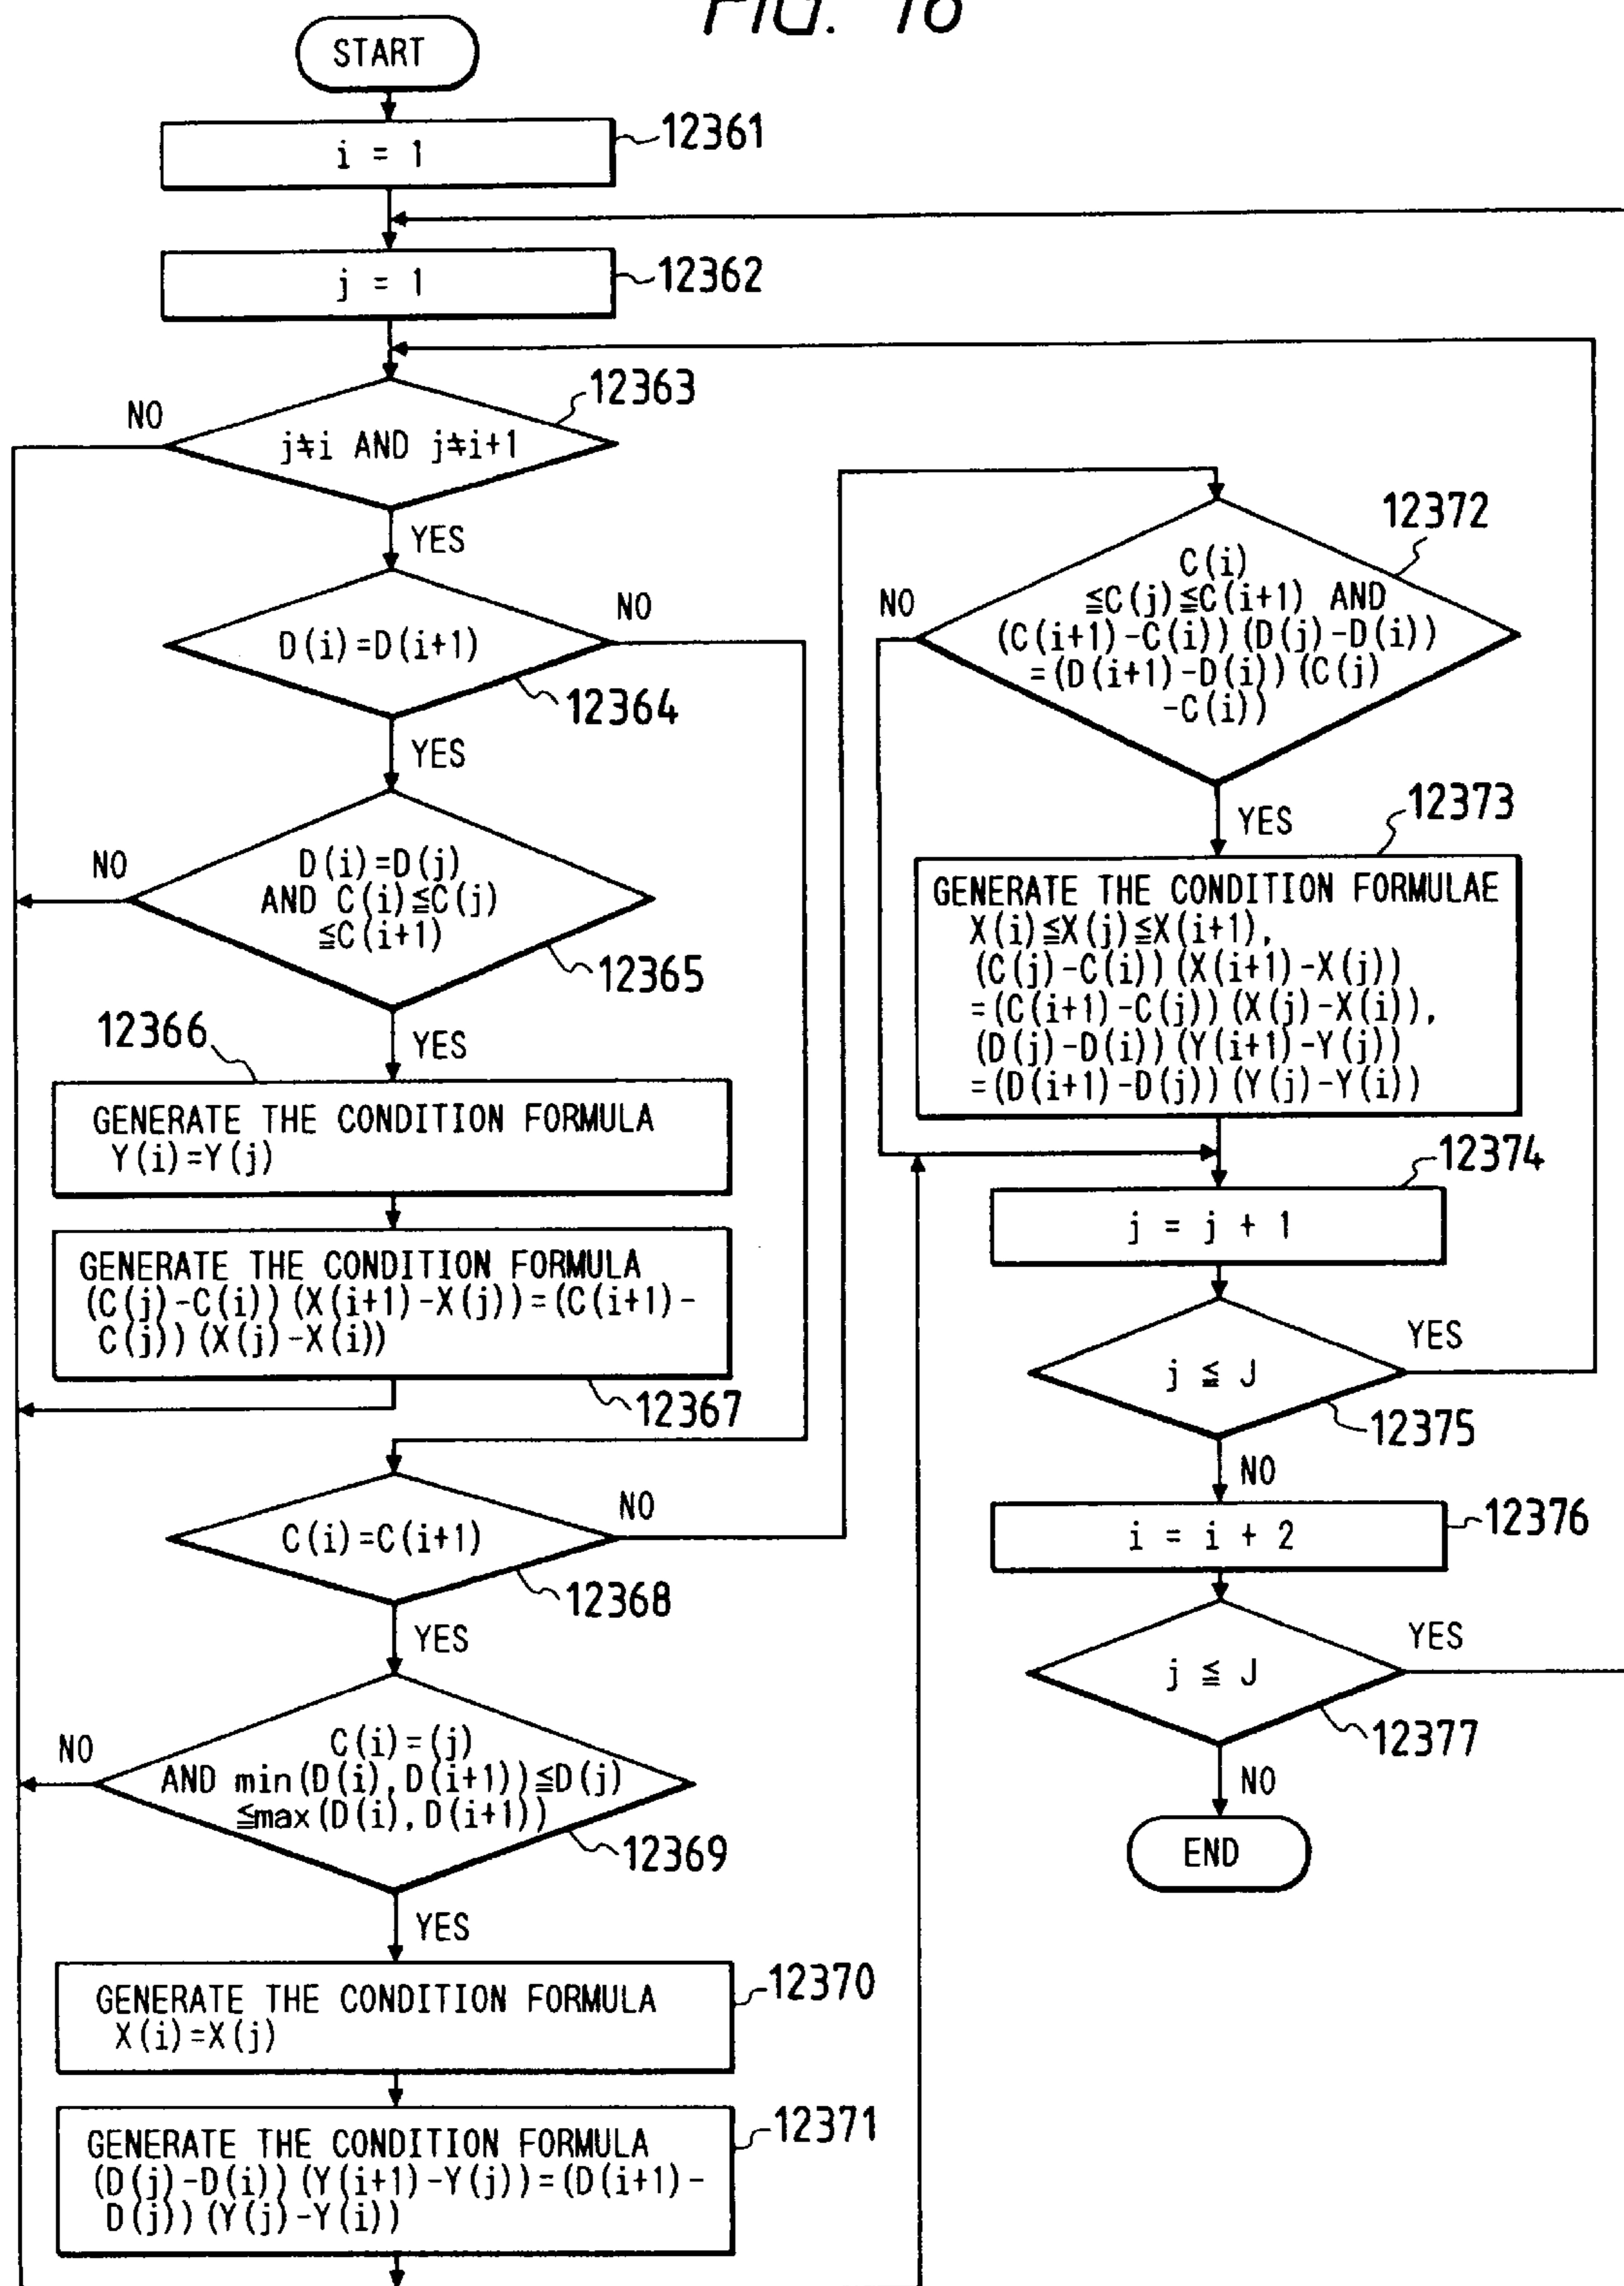 FIG. 16
START
i = 1
12361
j = 1
12362
12363
NO
j≠i AND j≠i+1
YES
NO
D(i)=D(i+1)
12364
YES
NO
D(i)=D(j)
AND C(i)≦C(j)
≦C(i+1)
12365
YES
12366
GENERATE THE CONDITION FORMULA
Y(i)=Y(j)
GENERATE THE CONDITION FORMULA
(C(j)-C(i))(X(i+1)-X(j))=(C(i+1)-
C(j))(X(j)-X(i))
12367
C(i)=C(i+1)
NO
12368
YES
NO
C(i)=(j)
AND min(D(i),D(i+1))≦D(j)
≦max(D(i),D(i+1))
12369
YES
12370
GENERATE THE CONDITION FORMULA
X(i)=X(j)
12371
GENERATE THE CONDITION FORMULA
(D(j)-D(i))(Y(i+1)-Y(j))=(D(i+1)-
D(j))(Y(j)-Y(i))
12372
NO
C(i)
≦C(j)≦C(i+1) AND
(C(i+1)-C(i))(D(j)-D(i))
=(D(i+1)-D(i))(C(j)
-C(i))
YES
12373
GENERATE THE CONDITION FORMULAE
X(i)≦X(j)≦X(i+1),
(C(j)-C(i))(X(i+1)-X(j))
=(C(i+1)-C(j))(X(j)-X(i)),
(D(j)-D(i))(Y(i+1)-Y(j))
=(D(i+1)-D(j))(Y(j)-Y(i))
12374
j = j + 1
YES
j ≦ J
12375
NO
12376
i = i + 2
YES
j ≦ J
12377
NO
END